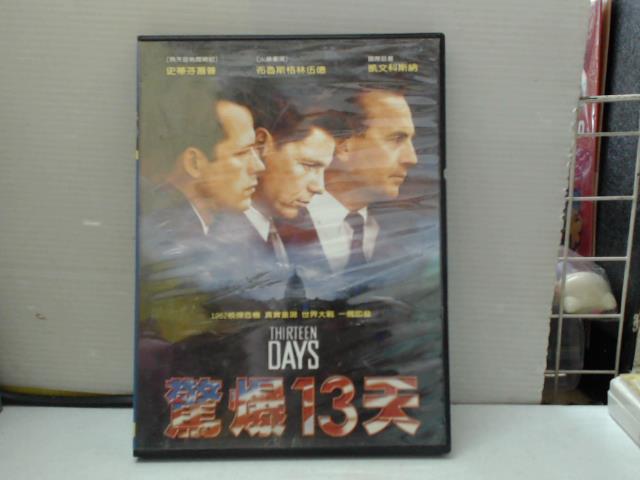 史蒂芬寇普 布魯斯格林伍德 凱文科斯納
1962核彈危機 真實重現 世界大戰 一觸即發
THIRTEEN
DAYS
驚爆13天